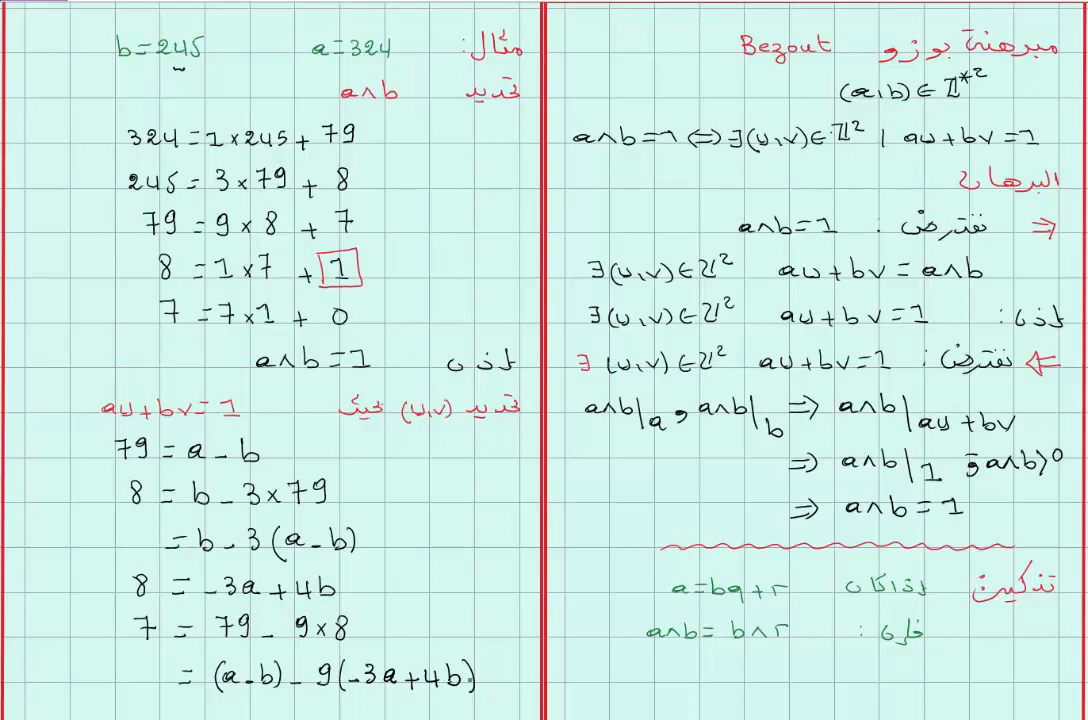 مبرهنة بوزو Bezout
(a,b) ∈ ℤ*²
a∧b=1 ⇔ ∃(u,v) ∈ ℤ² / au+bv=1
البرهان
⇒ نفترض : a∧b=1
∃(u,v) ∈ ℤ² au+bv=a∧b
إذن : ∃(u,v) ∈ ℤ² au+bv=1
⇐ نفترض : ∃(u,v) ∈ ℤ² au+bv=1
a∧b/a و a∧b/b ⇒ a∧b/au+bv
⇒ a∧b/1 و a∧b>0
⇒ a∧b=1
تذكير إذا كان a=bq+r
فإن : a∧b=b∧r
مثال : a=324 b=245
تحديد a∧b
324=1×245+79
245=3×79+8
79=9×8+7
8=1×7+1
7=7×1+0
إذن a∧b=1
تحديد (u,v) بحيث au+bv=1
79=a-b
8=b-3×79
=b-3(a-b)
8=-3a+4b
7=79-9×8
=(a-b)-9(-3a+4b)